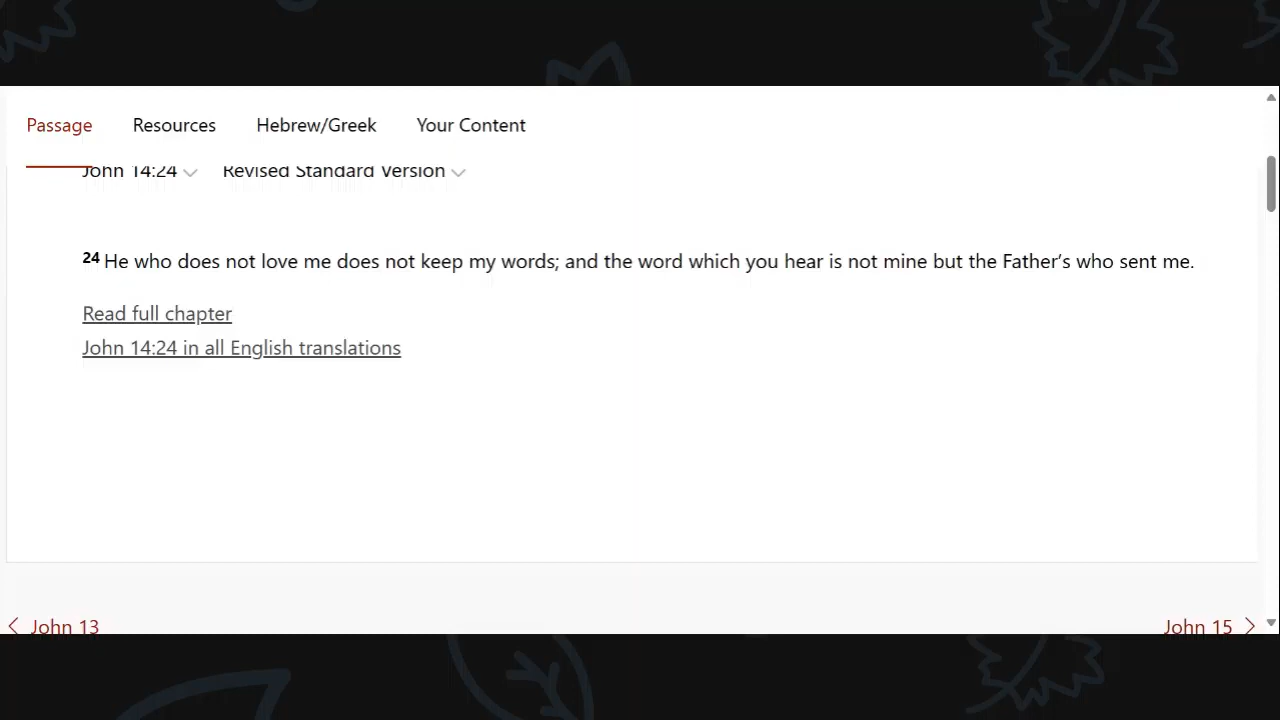 Passage Resources Hebrew/Greek Your Content
John 14:24 Revised Standard Version
24 He who does not love me does not keep my words; and the word which you hear is not mine but the Father’s who sent me.
Read full chapter
John 14:24 in all English translations
John 13 John 15